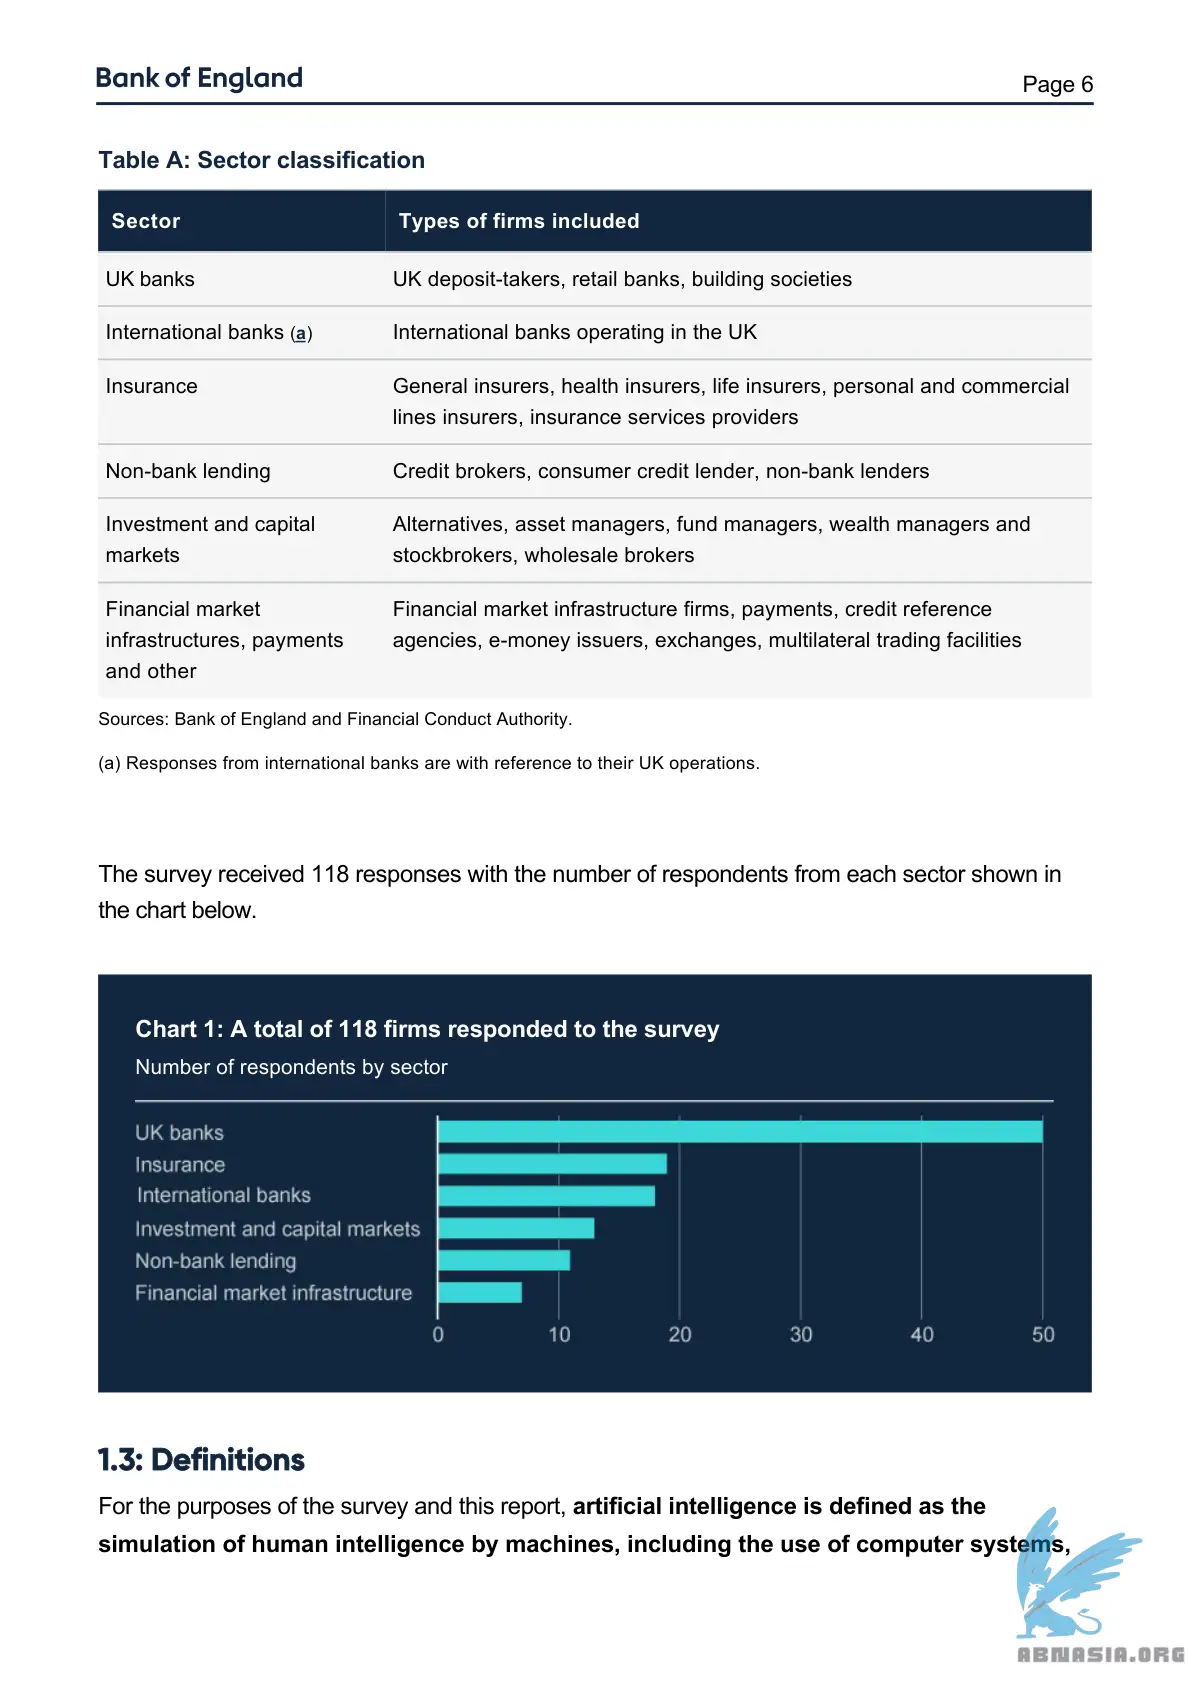 Bank of England
Page 6
Table A: Sector classification
Sector Types of firms included
UK banks UK deposit-takers, retail banks, building societies
International banks (a) International banks operating in the UK
Insurance General insurers, health insurers, life insurers, personal and commercial
lines insurers, insurance services providers
Non-bank lending Credit brokers, consumer credit lender, non-bank lenders
Investment and capital Alternatives, asset managers, fund managers, wealth managers and
markets stockbrokers, wholesale brokers
Financial market Financial market infrastructure firms, payments, credit reference
infrastructures, payments agencies, e-money issuers, exchanges, multilateral trading facilities
and other
Sources: Bank of England and Financial Conduct Authority.
(a) Responses from international banks are with reference to their UK operations.
The survey received 118 responses with the number of respondents from each sector shown in
the chart below.
Chart 1: A total of 118 firms responded to the survey
Number of respondents by sector
UK banks
Insurance
International banks
Investment and capital markets
Non-bank lending
Financial market infrastructure
0 10 20 30 40 50
1.3: Definitions
For the purposes of the survey and this report, artificial intelligence is defined as the
simulation of human intelligence by machines, including the use of computer systems,
ABNASIA.ORG